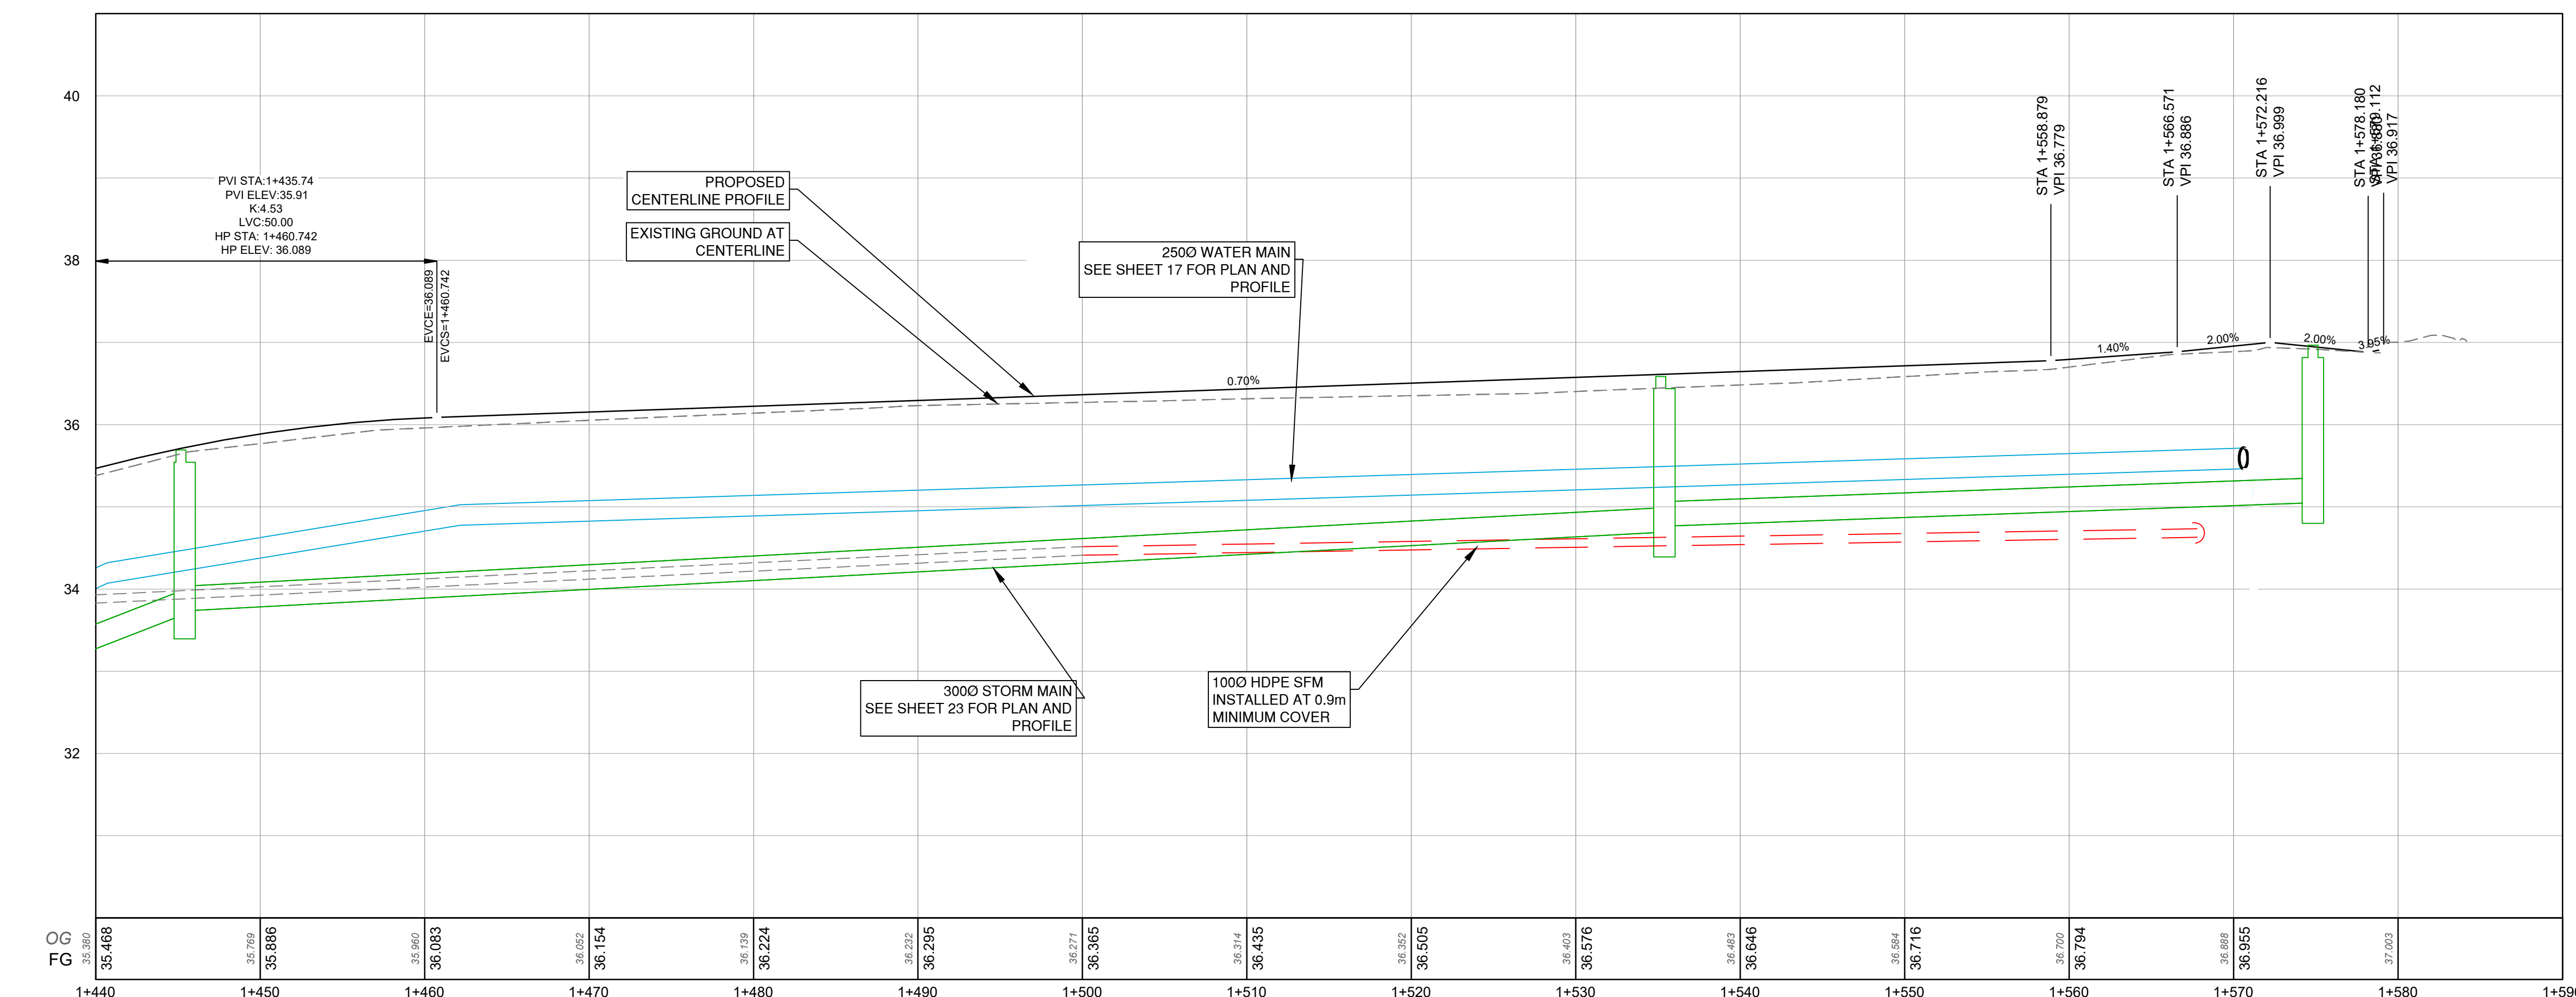 40
38
36
34
32
PVI STA:1+435.74
PVI ELEV:35.91
K:4.53
LVC:50.00
HP STA: 1+460.742
HP ELEV: 36.089
EVCE=36.089
EVCS=1+460.742
PROPOSED
CENTERLINE PROFILE
EXISTING GROUND AT
CENTERLINE
250Ø WATER MAIN
SEE SHEET 17 FOR PLAN AND
PROFILE
STA 1+558.879
VPI 36.779
STA 1+566.571
VPI 36.886
STA 1+572.216
VPI 36.999
STA 1+578.180
VPI 36.880
STA 1+579.112
VPI 36.917
0.70%
1.40%
2.00%
2.00%
3.95%
300Ø STORM MAIN
SEE SHEET 23 FOR PLAN AND
PROFILE
100Ø HDPE SFM
INSTALLED AT 0.9m
MINIMUM COVER
OG 35.380 35.769 35.960 36.052 36.139 36.232 36.271 36.314 36.352 36.403 36.483 36.584 36.700 36.888 37.003
FG 35.468 35.886 36.083 36.154 36.224 36.295 36.365 36.435 36.505 36.576 36.646 36.716 36.794 36.955
1+440 1+450 1+460 1+470 1+480 1+490 1+500 1+510 1+520 1+530 1+540 1+550 1+560 1+570 1+580 1+590